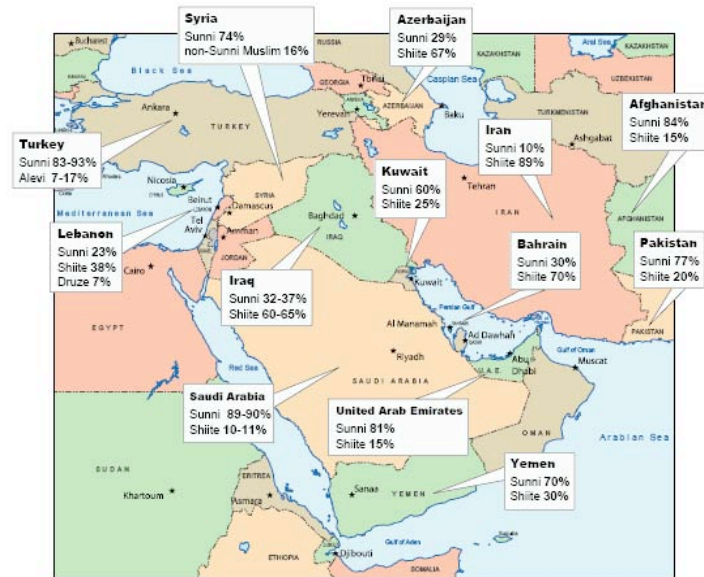 Syria
Sunni 74%
non-Sunni Muslim 16%
Azerbaijan
Sunni 29%
Shiite 67%
Bucharest
RUSSIA
KAZAKHSTAN
Aral Sea
KAZAKHSTAN
Black Sea
GEORGIA
Tbilisi
Caspian Sea
UZBEKISTAN
Ankara
Yerevan
AZERBAIJAN
Baku
TURKMENISTAN
Afghanistan
Sunni 84%
Shiite 15%
TURKEY
Iran
Sunni 10%
Shiite 89%
Ashgabat
Turkey
Sunni 83-93%
Alevi 7-17%
Kuwait
Sunni 60%
Shiite 25%
Nicosia
SYRIA
Tehran
Beirut
Damascus
Mediterranean Sea
Tel Aviv
Baghdad
IRAN
AFGHANISTAN
Lebanon
Sunni 23%
Shiite 38%
Druze 7%
Amman
IRAQ
Bahrain
Sunni 30%
Shiite 70%
Pakistan
Sunni 77%
Shiite 20%
JORDAN
Cairo
Iraq
Sunni 32-37%
Shiite 60-65%
Kuwait
Persian Gulf
EGYPT
Al Manamah
Ad Dawhah
PAKISTAN
Gulf of Oman
Riyadh
Abu Dhabi
Muscat
Red Sea
SAUDI ARABIA
U.A.E.
Saudi Arabia
Sunni 89-90%
Shiite 10-11%
United Arab Emirates
Sunni 81%
Shiite 15%
OMAN
Arabian Sea
SUDAN
Yemen
Sunni 70%
Shiite 30%
ERITREA
Khartoum
Asmara
Sanaa
YEMEN
Gulf of Aden
ETHIOPIA
Djibouti
SOMALIA